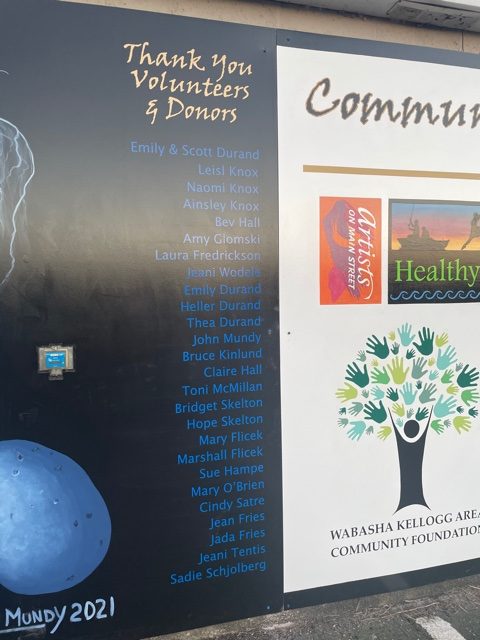 Thank You
Volunteers
& Donors
Emily & Scott Durand
Leisl Knox
Naomi Knox
Ainsley Knox
Bev Hall
Amy Glomski
Laura Fredrickson
Jeani Wodele
Emily Durand
Heller Durand
Thea Durand
John Mundy
Bruce Kinlund
Claire Hall
Toni McMillan
Bridget Skelton
Hope Skelton
Mary Flicek
Marshall Flicek
Sue Hampe
Mary O'Brien
Cindy Satre
Jean Fries
Jada Fries
Jeani Tentis
Sadie Schjolberg
MUNDY 2021
Commun
Artists
ON MAIN STREET
Healthy
WABASHA KELLOGG AREA
COMMUNITY FOUNDATION